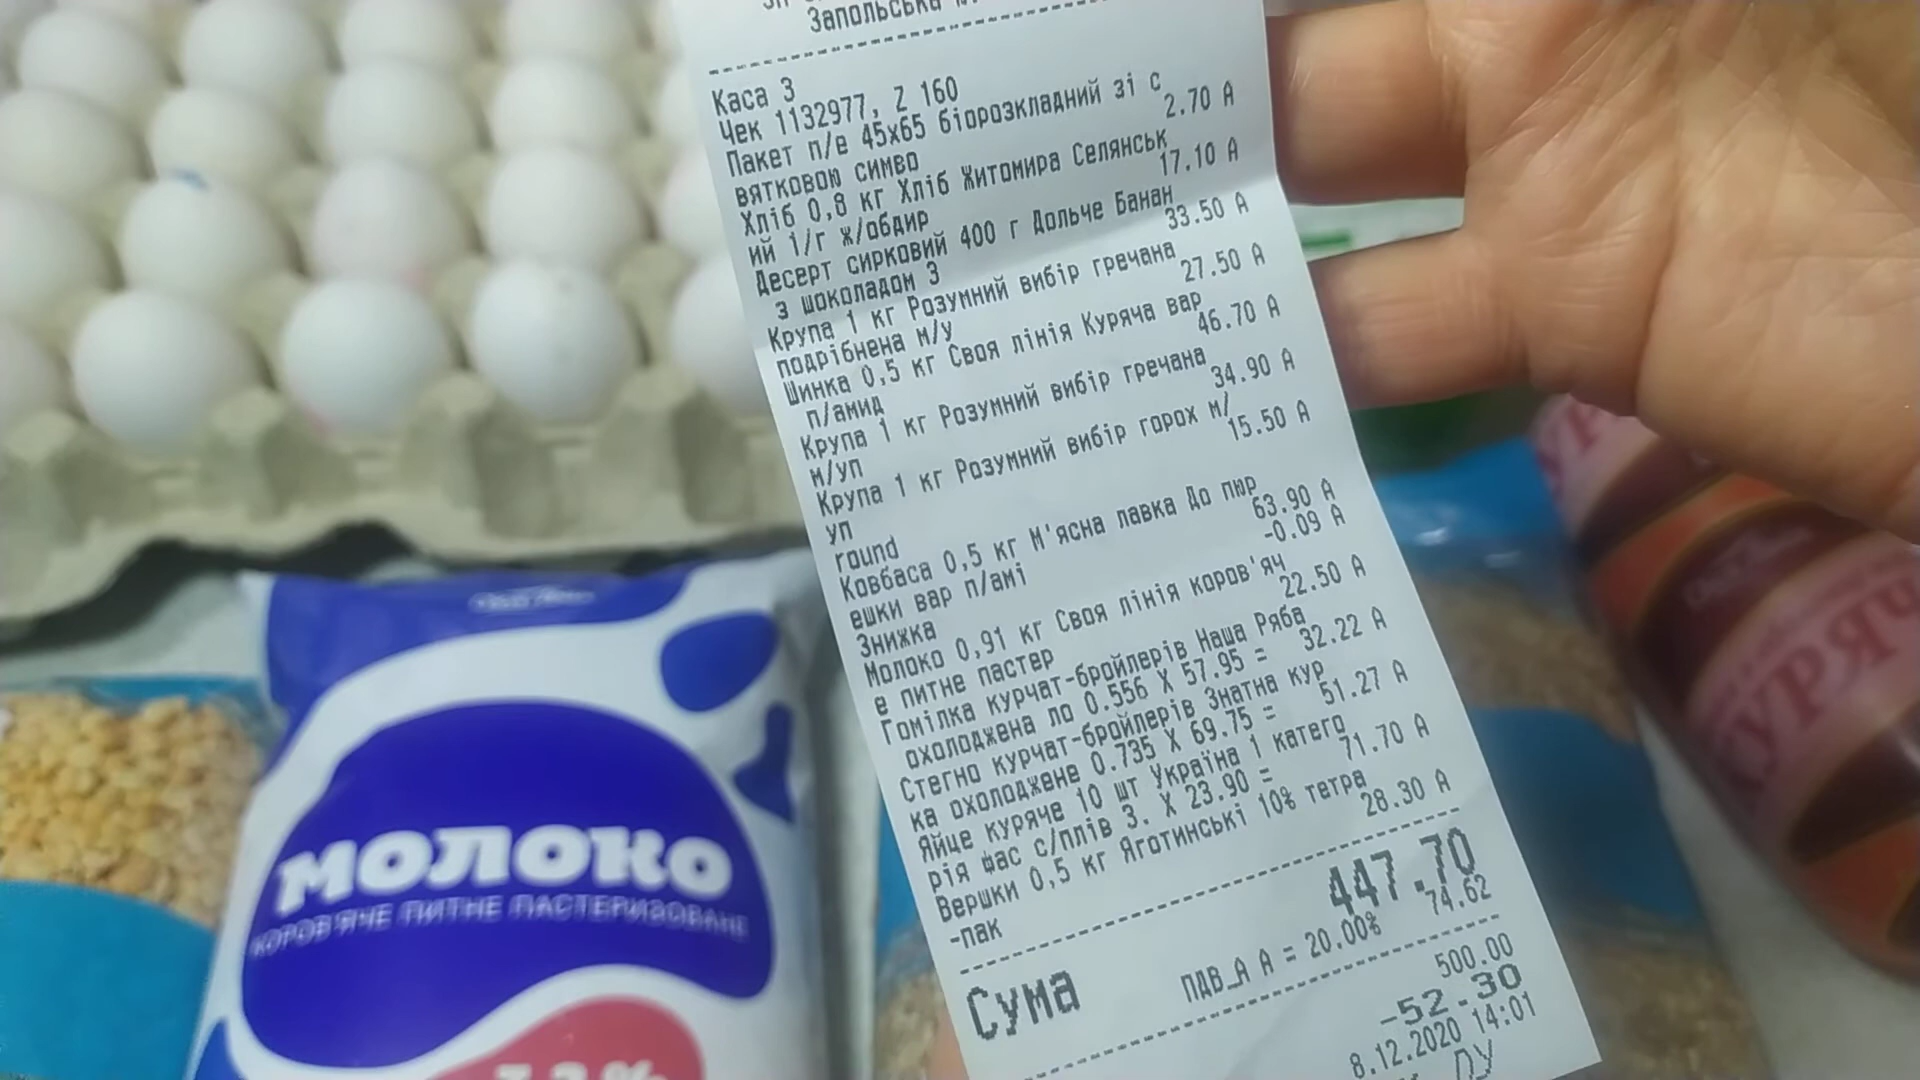 Запольська
Каса 3
Чек 1132977, Z 160
Пакет п/е 45х65 біорозкладний зі с
вятковою симво 2.70 А
Хліб 0,8 кг Хліб Житомира Селянськ
ий 1/г ж/обдир 17.10 А
Десерт сирковий 400 г Дольче Банан
з шоколадом 3 33.50 А
Крупа 1 кг Розумний вибір гречана
подрібнена м/у 27.50 А
Шинка 0,5 кг Своя лінія Куряча вар
п/амид 46.70 А
Крупа 1 кг Розумний вибір гречана
м/уп 34.90 А
Крупа 1 кг Розумний вибір горох м/
уп 15.50 А
round
Ковбаса 0,5 кг М'ясна лавка До пюр
ешки вар п/амі 63.90 А
Знижка -0.09 А
Молоко 0,91 кг Своя лінія коров'яч
е питне пастер 22.50 А
Гомілка курчат-бройлерів Наша Ряба
охолоджена ло 0.556 X 57.95 = 32.22 А
Стегно курчат-бройлерів Знатна кур
ка охолоджене 0.735 X 69.75 = 51.27 А
Яйце куряче 10 шт Україна 1 катего
рія фас с/плів 3. X 23.90 = 71.70 А
Вершки 0,5 кг Яготинські 10% тетра
-пак 28.30 А
Сума 447.70
ПДВ_А А = 20.00% 74.62
500.00
-52.30
8.12.2020 14:01
МОЛОКО
КОРОВ'ЯЧЕ ПИТНЕ ПАСТЕРИЗОВАНЕ